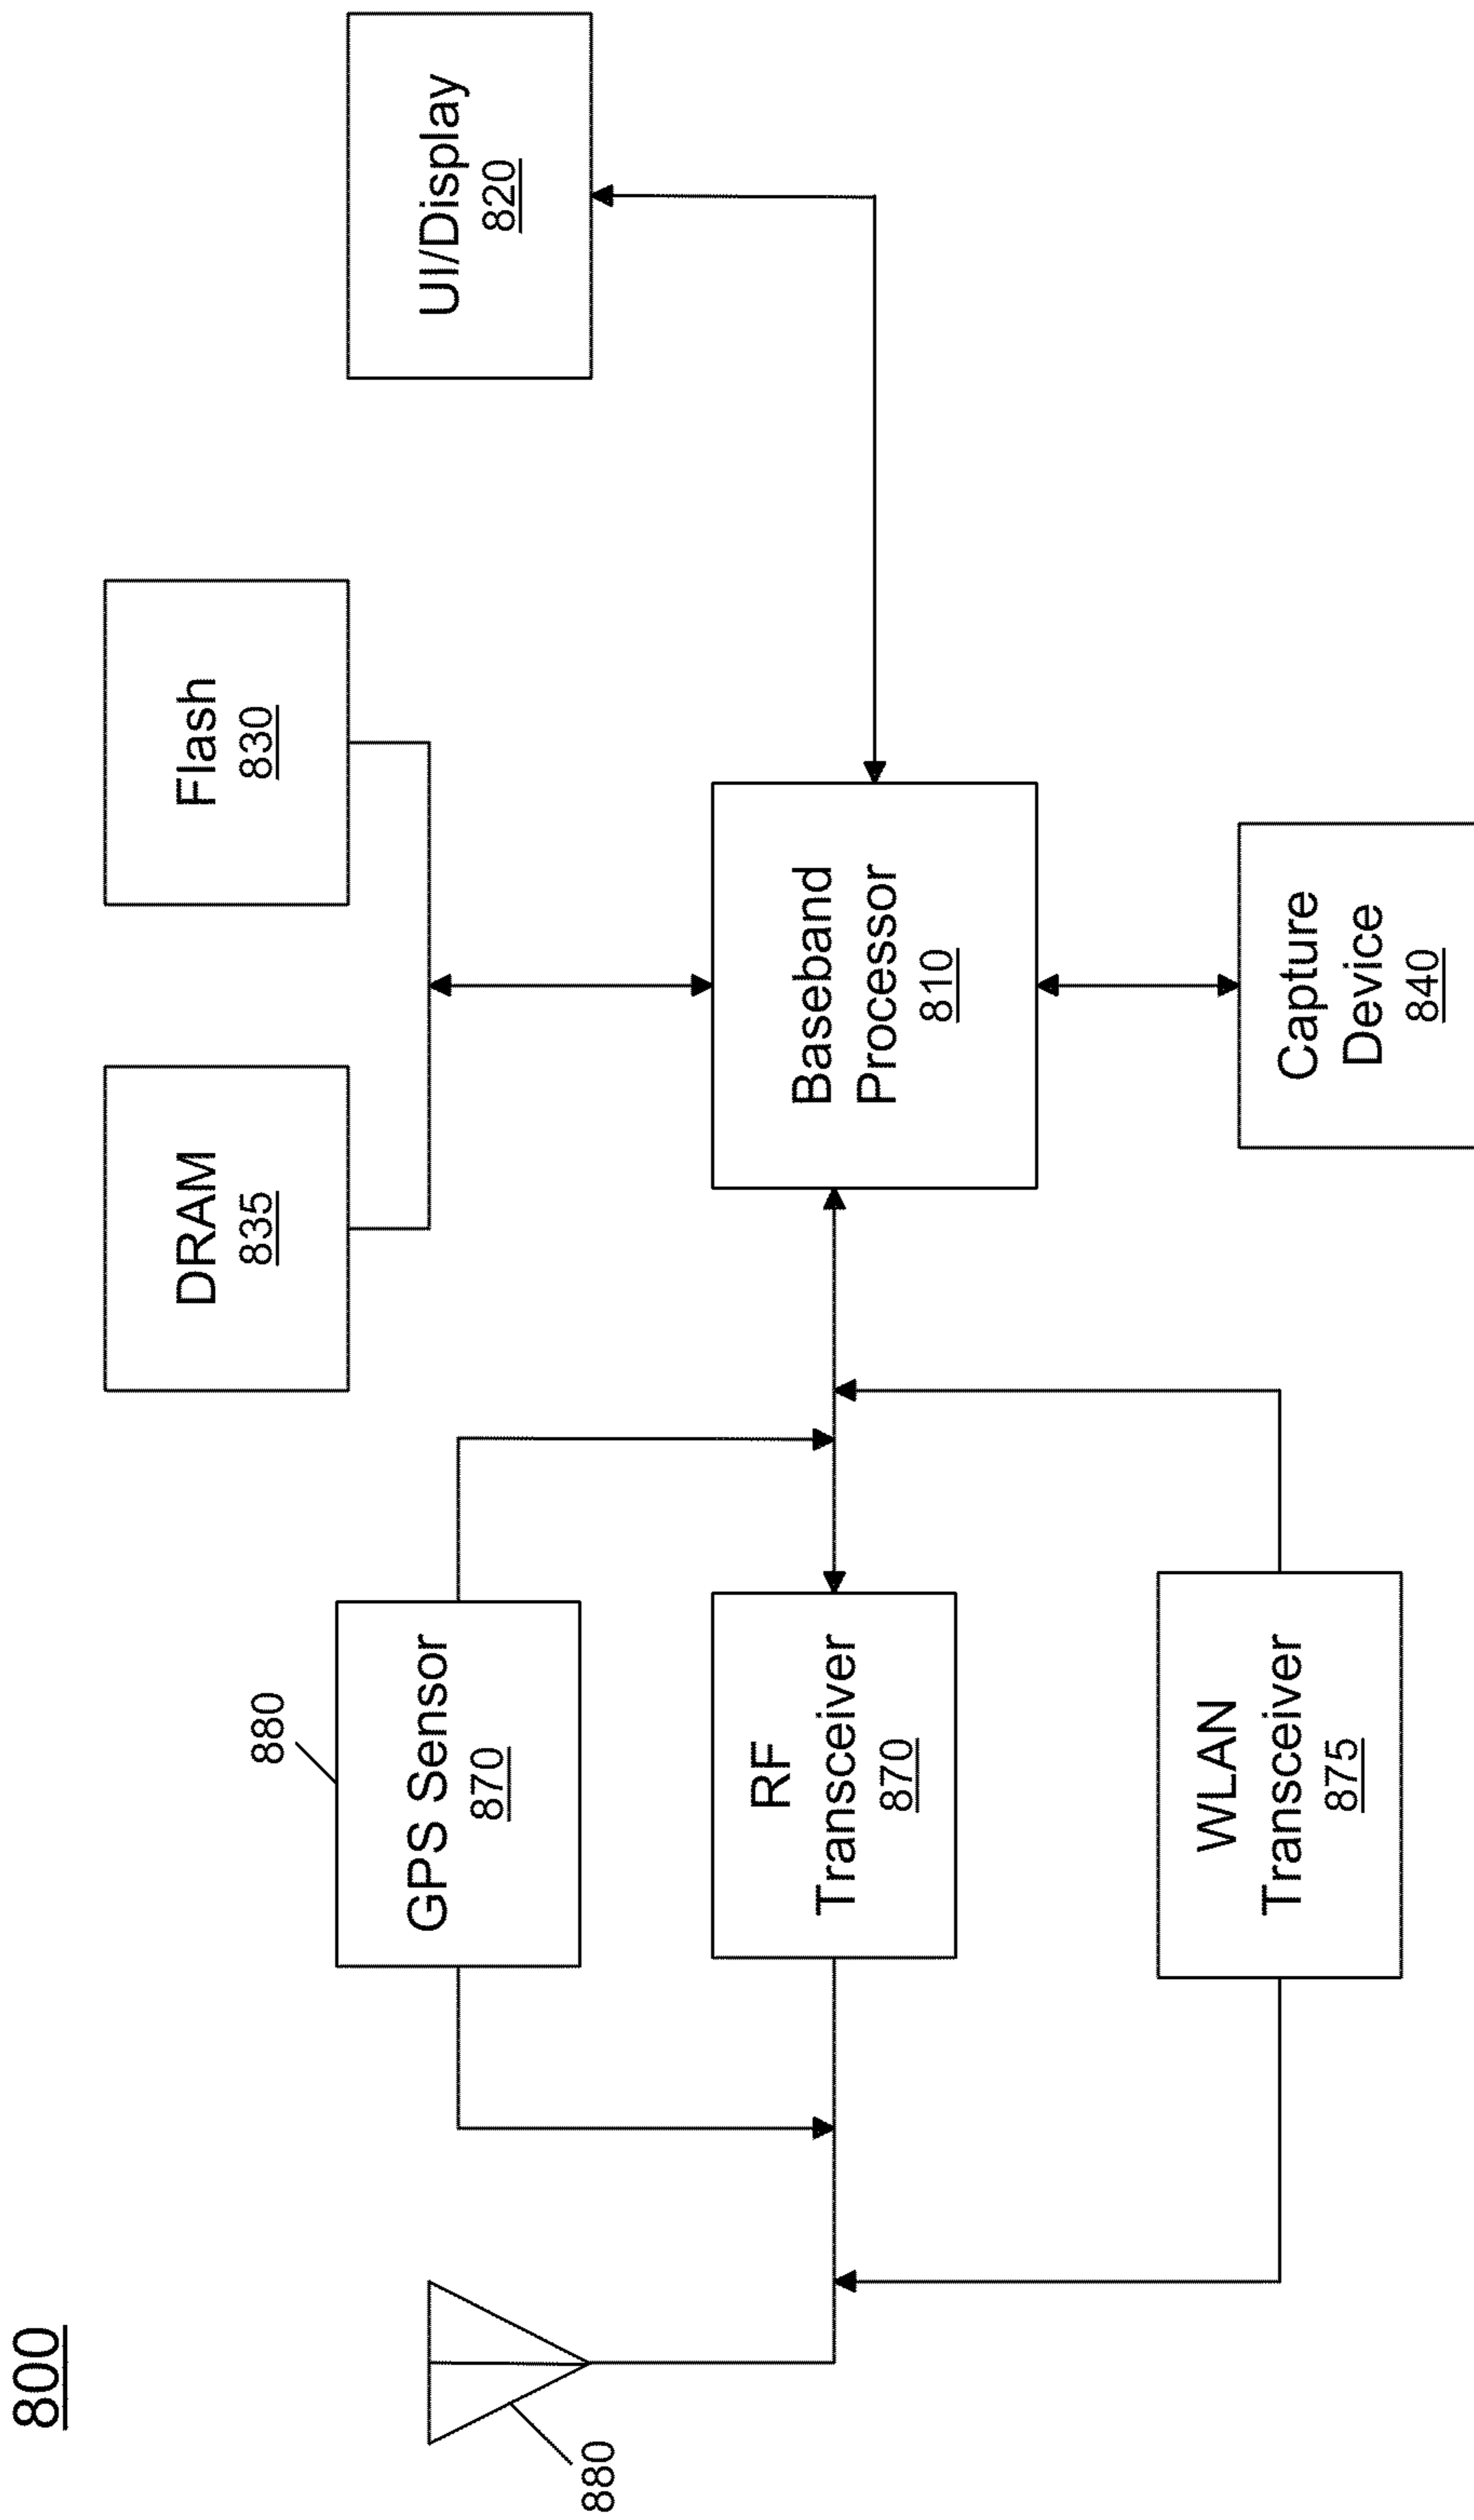 800
UI/Display
820
Flash
830
DRAM
835
Baseband
Processor
810
Capture
Device
840
880
GPS Sensor
870
RF
Transceiver
870
WLAN
Transceiver
875
880